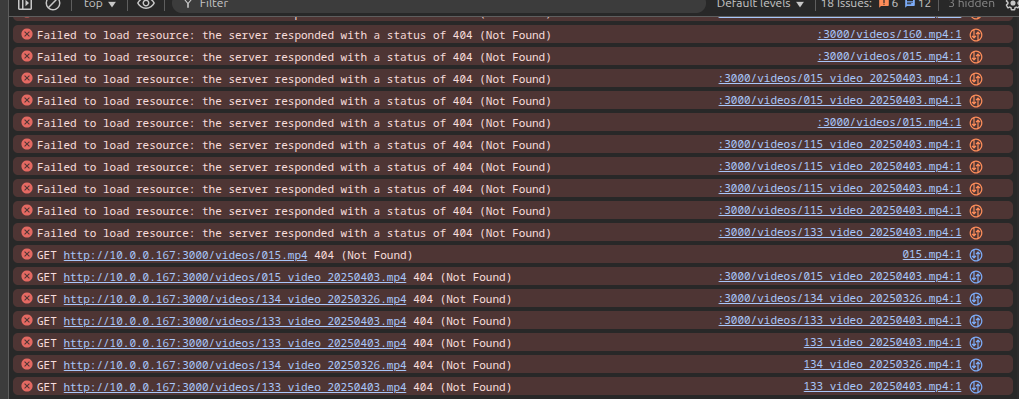 top ▼ Filter Default levels ▼ 18 Issues: 6 12 3 hidden
Failed to load resource: the server responded with a status of 404 (Not Found) :3000/videos/160.mp4:1
Failed to load resource: the server responded with a status of 404 (Not Found) :3000/videos/015.mp4:1
Failed to load resource: the server responded with a status of 404 (Not Found) :3000/videos/015_video_20250403.mp4:1
Failed to load resource: the server responded with a status of 404 (Not Found) :3000/videos/015_video_20250403.mp4:1
Failed to load resource: the server responded with a status of 404 (Not Found) :3000/videos/015.mp4:1
Failed to load resource: the server responded with a status of 404 (Not Found) :3000/videos/115_video_20250403.mp4:1
Failed to load resource: the server responded with a status of 404 (Not Found) :3000/videos/115_video_20250403.mp4:1
Failed to load resource: the server responded with a status of 404 (Not Found) :3000/videos/115_video_20250403.mp4:1
Failed to load resource: the server responded with a status of 404 (Not Found) :3000/videos/115_video_20250403.mp4:1
Failed to load resource: the server responded with a status of 404 (Not Found) :3000/videos/133_video_20250403.mp4:1
GET http://10.0.0.167:3000/videos/015.mp4 404 (Not Found) 015.mp4:1
GET http://10.0.0.167:3000/videos/015_video_20250403.mp4 404 (Not Found) :3000/videos/015_video_20250403.mp4:1
GET http://10.0.0.167:3000/videos/134_video_20250326.mp4 404 (Not Found) :3000/videos/134_video_20250326.mp4:1
GET http://10.0.0.167:3000/videos/133_video_20250403.mp4 404 (Not Found) :3000/videos/133_video_20250403.mp4:1
GET http://10.0.0.167:3000/videos/133_video_20250403.mp4 404 (Not Found) 133_video_20250403.mp4:1
GET http://10.0.0.167:3000/videos/134_video_20250326.mp4 404 (Not Found) 134_video_20250326.mp4:1
GET http://10.0.0.167:3000/videos/133_video_20250403.mp4 404 (Not Found) 133_video_20250403.mp4:1